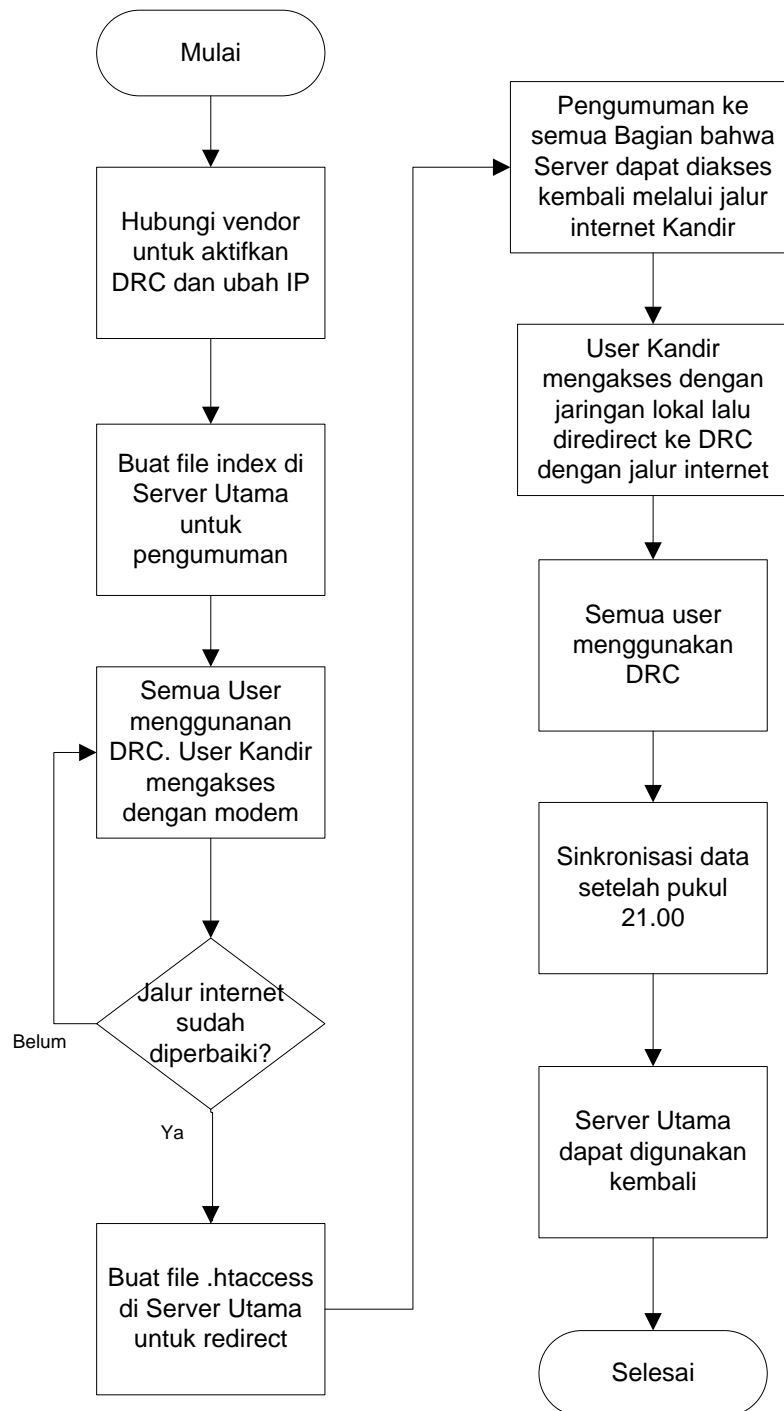 Mulai
Hubungi vendor
untuk aktifkan
DRC dan ubah IP
Buat file index di
Server Utama
untuk
pengumuman
Semua User
menggunanan
DRC. User Kandir
mengakses
dengan modem
Jalur internet
sudah
diperbaiki?
Belum
Ya
Buat file .htaccess
di Server Utama
untuk redirect
Pengumuman ke
semua Bagian bahwa
Server dapat diakses
kembali melalui jalur
internet Kandir
User Kandir
mengakses dengan
jaringan lokal lalu
diredirect ke DRC
dengan jalur internet
Semua user
menggunakan
DRC
Sinkronisasi data
setelah pukul
21.00
Server Utama
dapat digunakan
kembali
Selesai